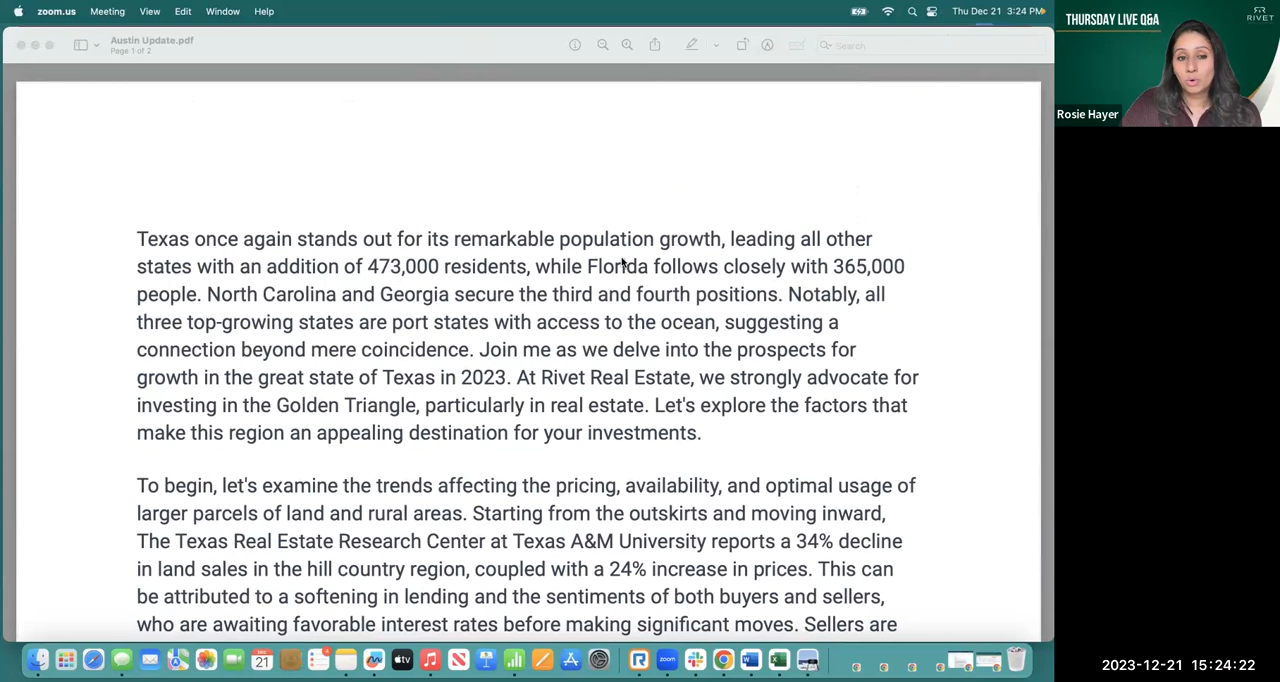 zoom.us Meeting View Edit Window Help Thu Dec 21 3:24 PM
Austin Update.pdf
Page 1 of 2
Search
THURSDAY LIVE Q&A
RIVET
Rosie Hayer
Texas once again stands out for its remarkable population growth, leading all other
states with an addition of 473,000 residents, while Florida follows closely with 365,000
people. North Carolina and Georgia secure the third and fourth positions. Notably, all
three top-growing states are port states with access to the ocean, suggesting a
connection beyond mere coincidence. Join me as we delve into the prospects for
growth in the great state of Texas in 2023. At Rivet Real Estate, we strongly advocate for
investing in the Golden Triangle, particularly in real estate. Let's explore the factors that
make this region an appealing destination for your investments.
To begin, let's examine the trends affecting the pricing, availability, and optimal usage of
larger parcels of land and rural areas. Starting from the outskirts and moving inward,
The Texas Real Estate Research Center at Texas A&M University reports a 34% decline
in land sales in the hill country region, coupled with a 24% increase in prices. This can
be attributed to a softening in lending and the sentiments of both buyers and sellers,
who are awaiting favorable interest rates before making significant moves. Sellers are
21
tv
zoom
2023-12-21 15:24:22